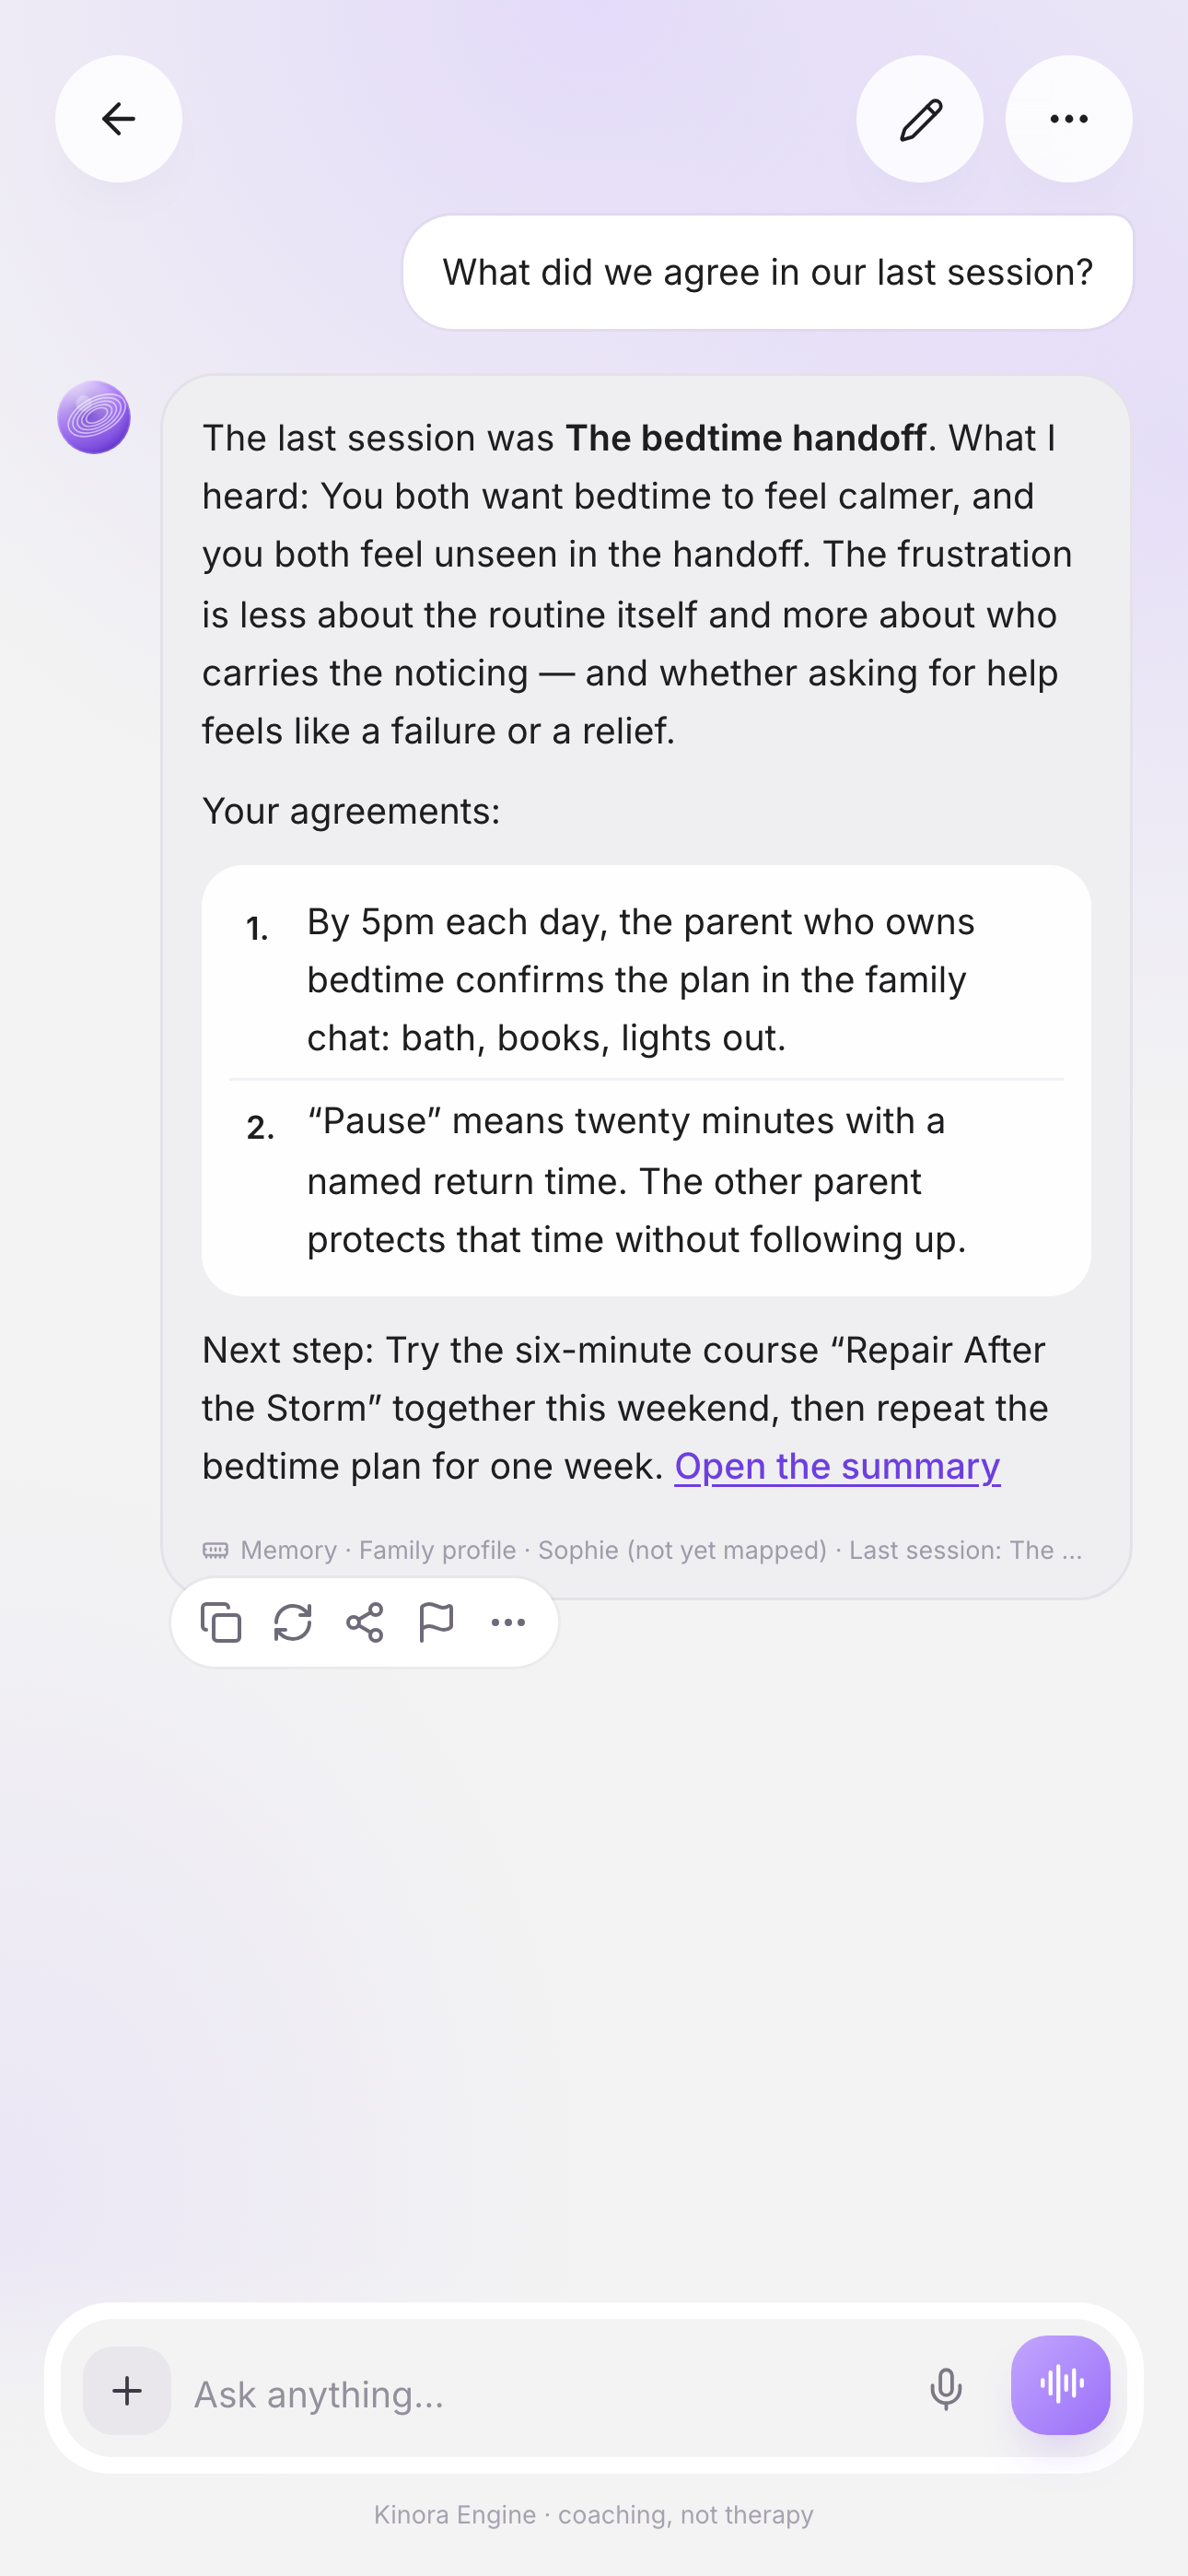 What did we agree in our last session?
The last session was The bedtime handoff. What I
heard: You both want bedtime to feel calmer, and
you both feel unseen in the handoff. The frustration
is less about the routine itself and more about who
carries the noticing — and whether asking for help
feels like a failure or a relief.
Your agreements:
1. By 5pm each day, the parent who owns
bedtime confirms the plan in the family
chat: bath, books, lights out.
2. “Pause” means twenty minutes with a
named return time. The other parent
protects that time without following up.
Next step: Try the six-minute course “Repair After
the Storm” together this weekend, then repeat the
bedtime plan for one week. Open the summary
Memory · Family profile · Sophie (not yet mapped) · Last session: The ...
Ask anything...
Kinora Engine · coaching, not therapy